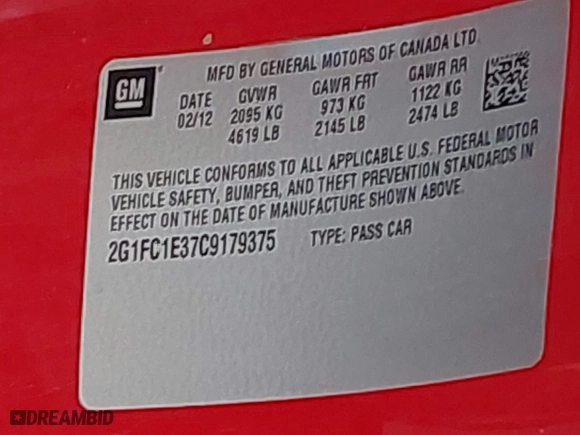 GM
MFD BY GENERAL MOTORS OF CANADA LTD
DATE GVWR GAWR FRT GAWR RR
02/12 2095 KG 973 KG 1122 KG
4619 LB 2145 LB 2474 LB
THIS VEHICLE CONFORMS TO ALL APPLICABLE U.S. FEDERAL MOTOR
VEHICLE SAFETY, BUMPER, AND THEFT PREVENTION STANDARDS IN
EFFECT ON THE DATE OF MANUFACTURE SHOWN ABOVE.
2G1FC1E37C9179375 TYPE: PASS CAR
DREAMBID